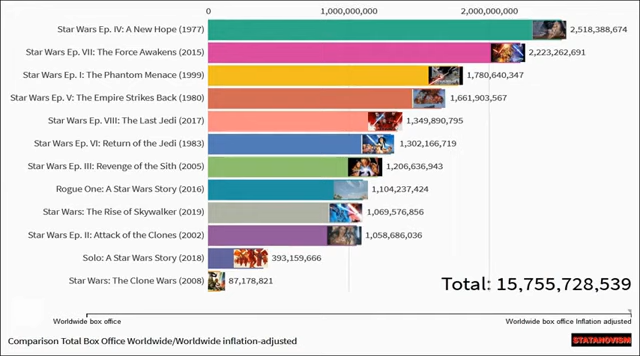 0 1,000,000,000 2,000,000,000
Star Wars Ep. IV: A New Hope (1977) 2,518,388,674
Star Wars Ep. VII: The Force Awakens (2015) 2,223,262,691
Star Wars Ep. I: The Phantom Menace (1999) 1,780,640,347
Star Wars Ep. V: The Empire Strikes Back (1980) 1,661,903,567
Star Wars Ep. VIII: The Last Jedi (2017) 1,349,890,795
Star Wars Ep. VI: Return of the Jedi (1983) 1,302,166,719
Star Wars Ep. III: Revenge of the Sith (2005) 1,206,636,943
Rogue One: A Star Wars Story (2016) 1,104,237,424
Star Wars: The Rise of Skywalker (2019) 1,069,576,856
Star Wars Ep. II: Attack of the Clones (2002) 1,058,686,036
Solo: A Star Wars Story (2018) 393,159,666
Star Wars: The Clone Wars (2008) 87,178,821
Total: 15,755,728,539
Worldwide box office Worldwide box office Inflation adjusted
Comparison Total Box Office Worldwide/Worldwide inflation-adjusted
STATANOVISM